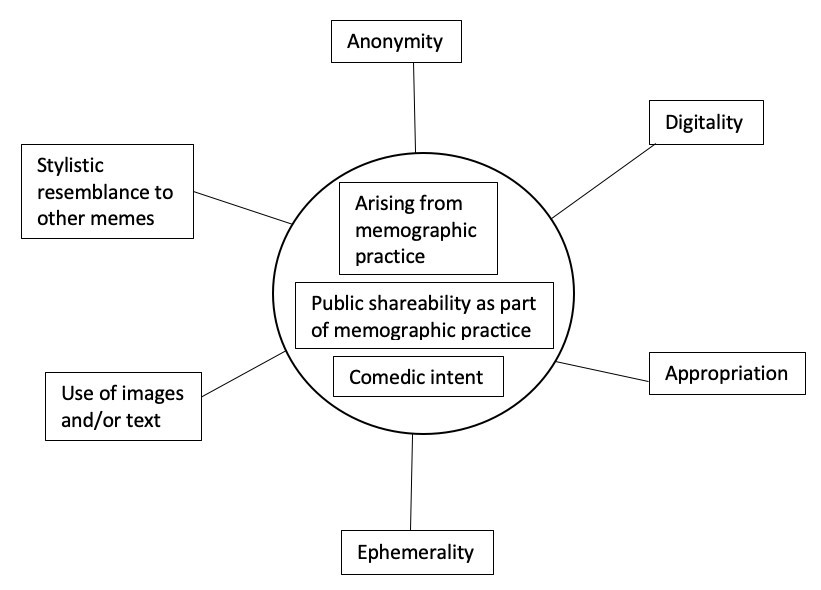 Anonymity
Digitality
Stylistic
resemblance to
other memes
Arising from
memographic
practice
Public shareability as part
of memographic practice
Comedic intent
Appropriation
Use of images
and/or text
Ephemerality